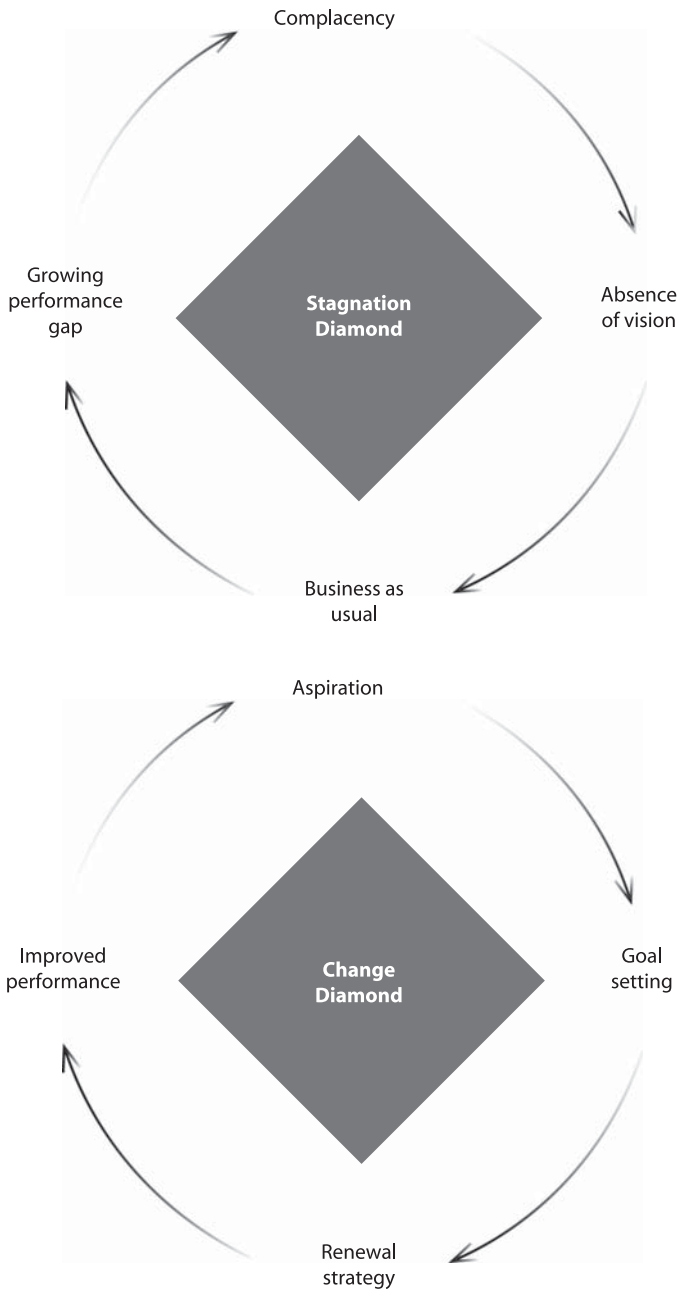 Complacency
Growing
performance
gap
Stagnation
Diamond
Absence
of vision
Business as
usual
Aspiration
Improved
performance
Change
Diamond
Goal
setting
Renewal
strategy